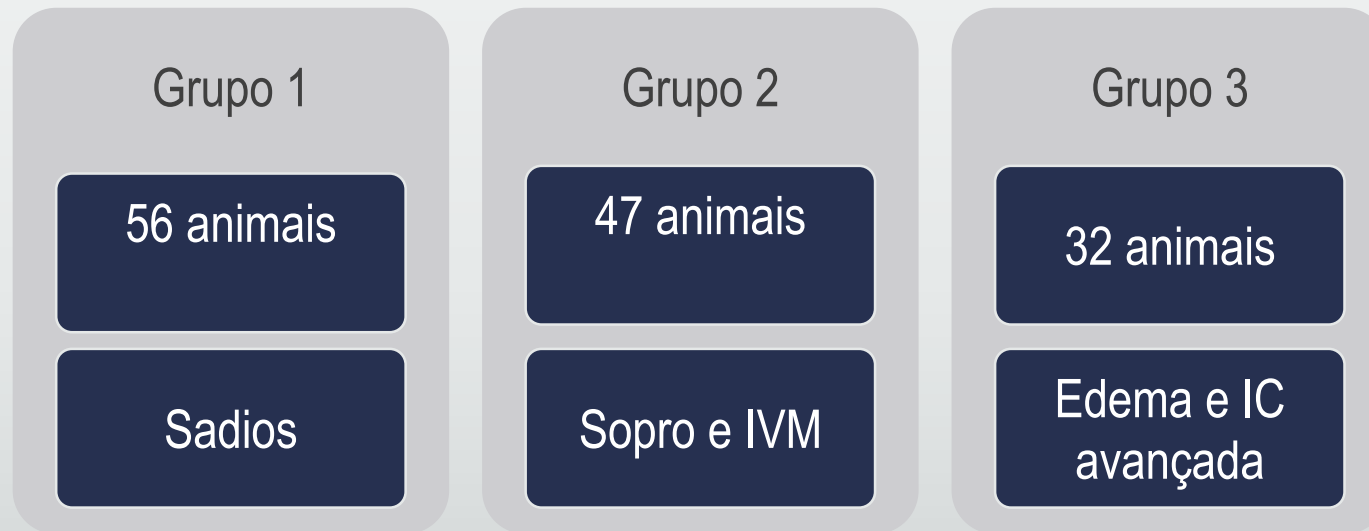 Grupo 1
56 animais
Sadios
Grupo 2
47 animais
Sopro e IVM
Grupo 3
32 animais
Edema e IC
avançada